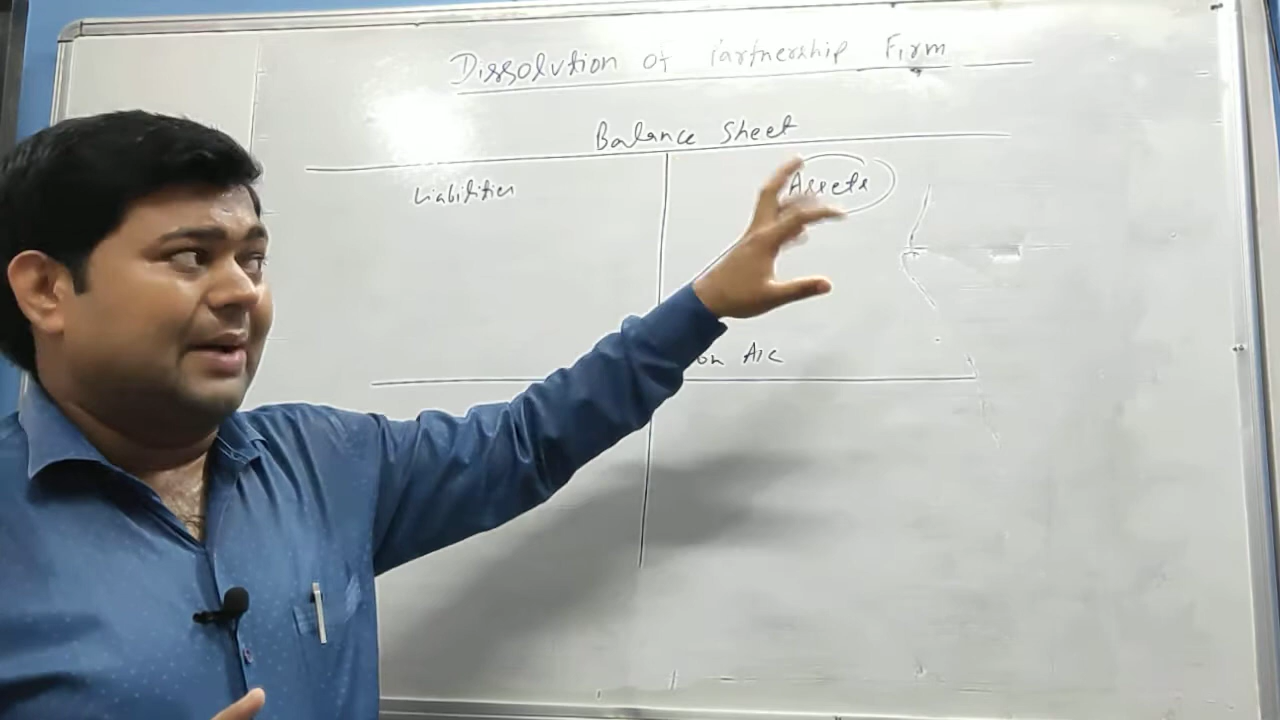 Dissolution of Partnership Firm
Balance Sheet
Liabilities Assets
on A/c